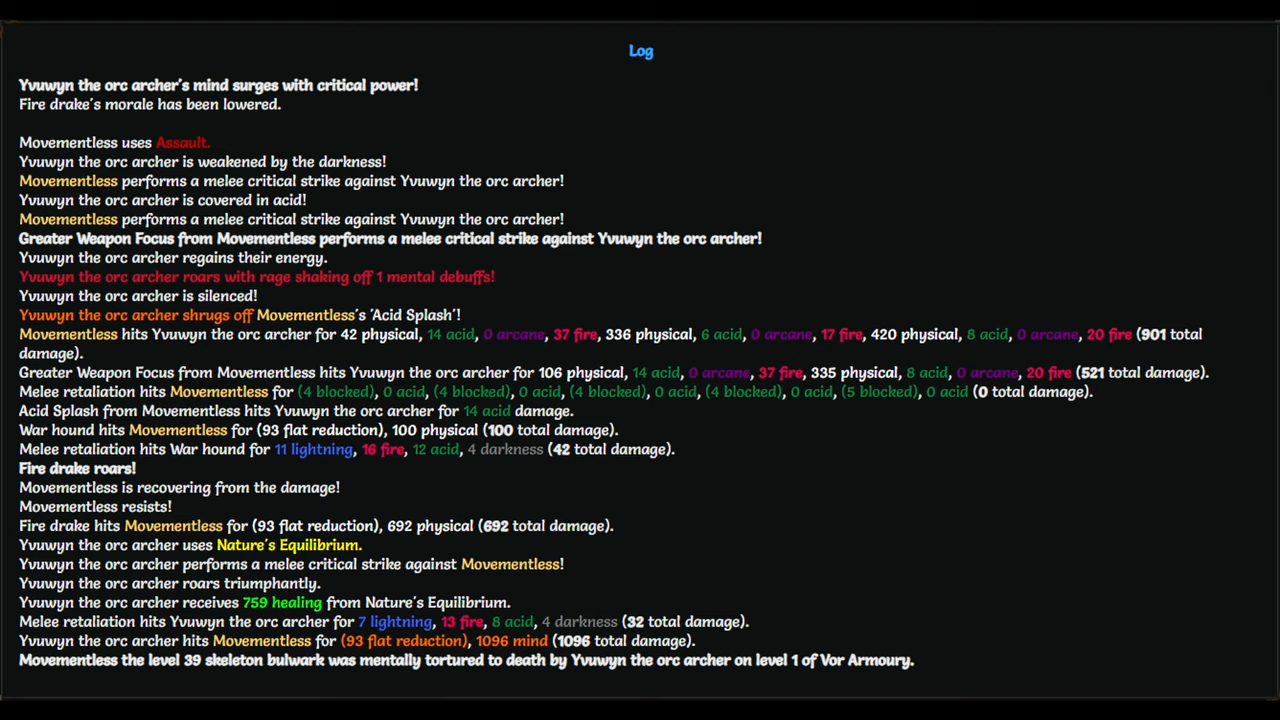 Log
Yvuwyn the orc archer's mind surges with critical power!
Fire drake's morale has been lowered.
Movementless uses Assault.
Yvuwyn the orc archer is weakened by the darkness!
Movementless performs a melee critical strike against Yvuwyn the orc archer!
Yvuwyn the orc archer is covered in acid!
Movementless performs a melee critical strike against Yvuwyn the orc archer!
Greater Weapon Focus from Movementless performs a melee critical strike against Yvuwyn the orc archer!
Yvuwyn the orc archer regains their energy.
Yvuwyn the orc archer roars with rage shaking off 1 mental debuffs!
Yvuwyn the orc archer is silenced!
Yvuwyn the orc archer shrugs off Movementless's 'Acid Splash'!
Movementless hits Yvuwyn the orc archer for 42 physical, 14 acid, 0 arcane, 37 fire, 336 physical, 6 acid, 0 arcane, 17 fire, 420 physical, 8 acid, 0 arcane, 20 fire (901 total
damage).
Greater Weapon Focus from Movementless hits Yvuwyn the orc archer for 106 physical, 14 acid, 0 arcane, 37 fire, 335 physical, 8 acid, 0 arcane, 20 fire (521 total damage).
Melee retaliation hits Movementless for (4 blocked), 0 acid, (4 blocked), 0 acid, (4 blocked), 0 acid, (4 blocked), 0 acid, (5 blocked), 0 acid (0 total damage).
Acid Splash from Movementless hits Yvuwyn the orc archer for 14 acid damage.
War hound hits Movementless for (93 flat reduction), 100 physical (100 total damage).
Melee retaliation hits War hound for 11 lightning, 16 fire, 12 acid, 4 darkness (42 total damage).
Fire drake roars!
Movementless is recovering from the damage!
Movementless resists!
Fire drake hits Movementless for (93 flat reduction), 692 physical (692 total damage).
Yvuwyn the orc archer uses Nature's Equilibrium.
Yvuwyn the orc archer performs a melee critical strike against Movementless!
Yvuwyn the orc archer roars triumphantly.
Yvuwyn the orc archer receives 759 healing from Nature's Equilibrium.
Melee retaliation hits Yvuwyn the orc archer for 7 lightning, 13 fire, 8 acid, 4 darkness (32 total damage).
Yvuwyn the orc archer hits Movementless for (93 flat reduction), 1096 mind (1096 total damage).
Movementless the level 39 skeleton bulwark was mentally tortured to death by Yvuwyn the orc archer on level 1 of Vor Armoury.